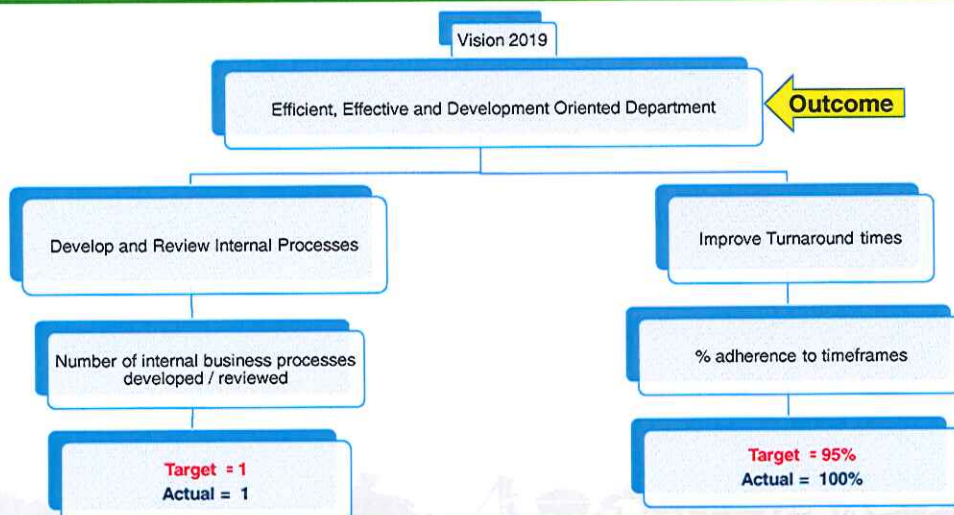 Vision 2019
Efficient, Effective and Development Oriented Department
Outcome
Develop and Review Internal Processes
Number of internal business processes
developed / reviewed
Target = 1
Actual = 1
Improve Turnaround times
% adherence to timeframes
Target = 95%
Actual = 100%